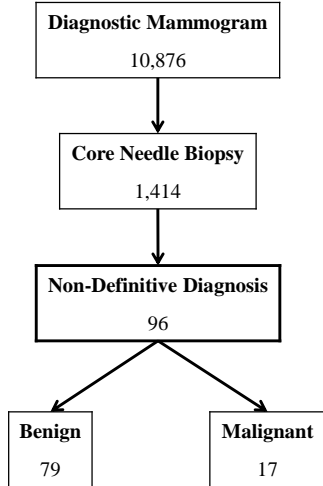 Diagnostic Mammogram
10,876
Core Needle Biopsy
1,414
Non-Definitive Diagnosis
96
Benign
79
Malignant
17